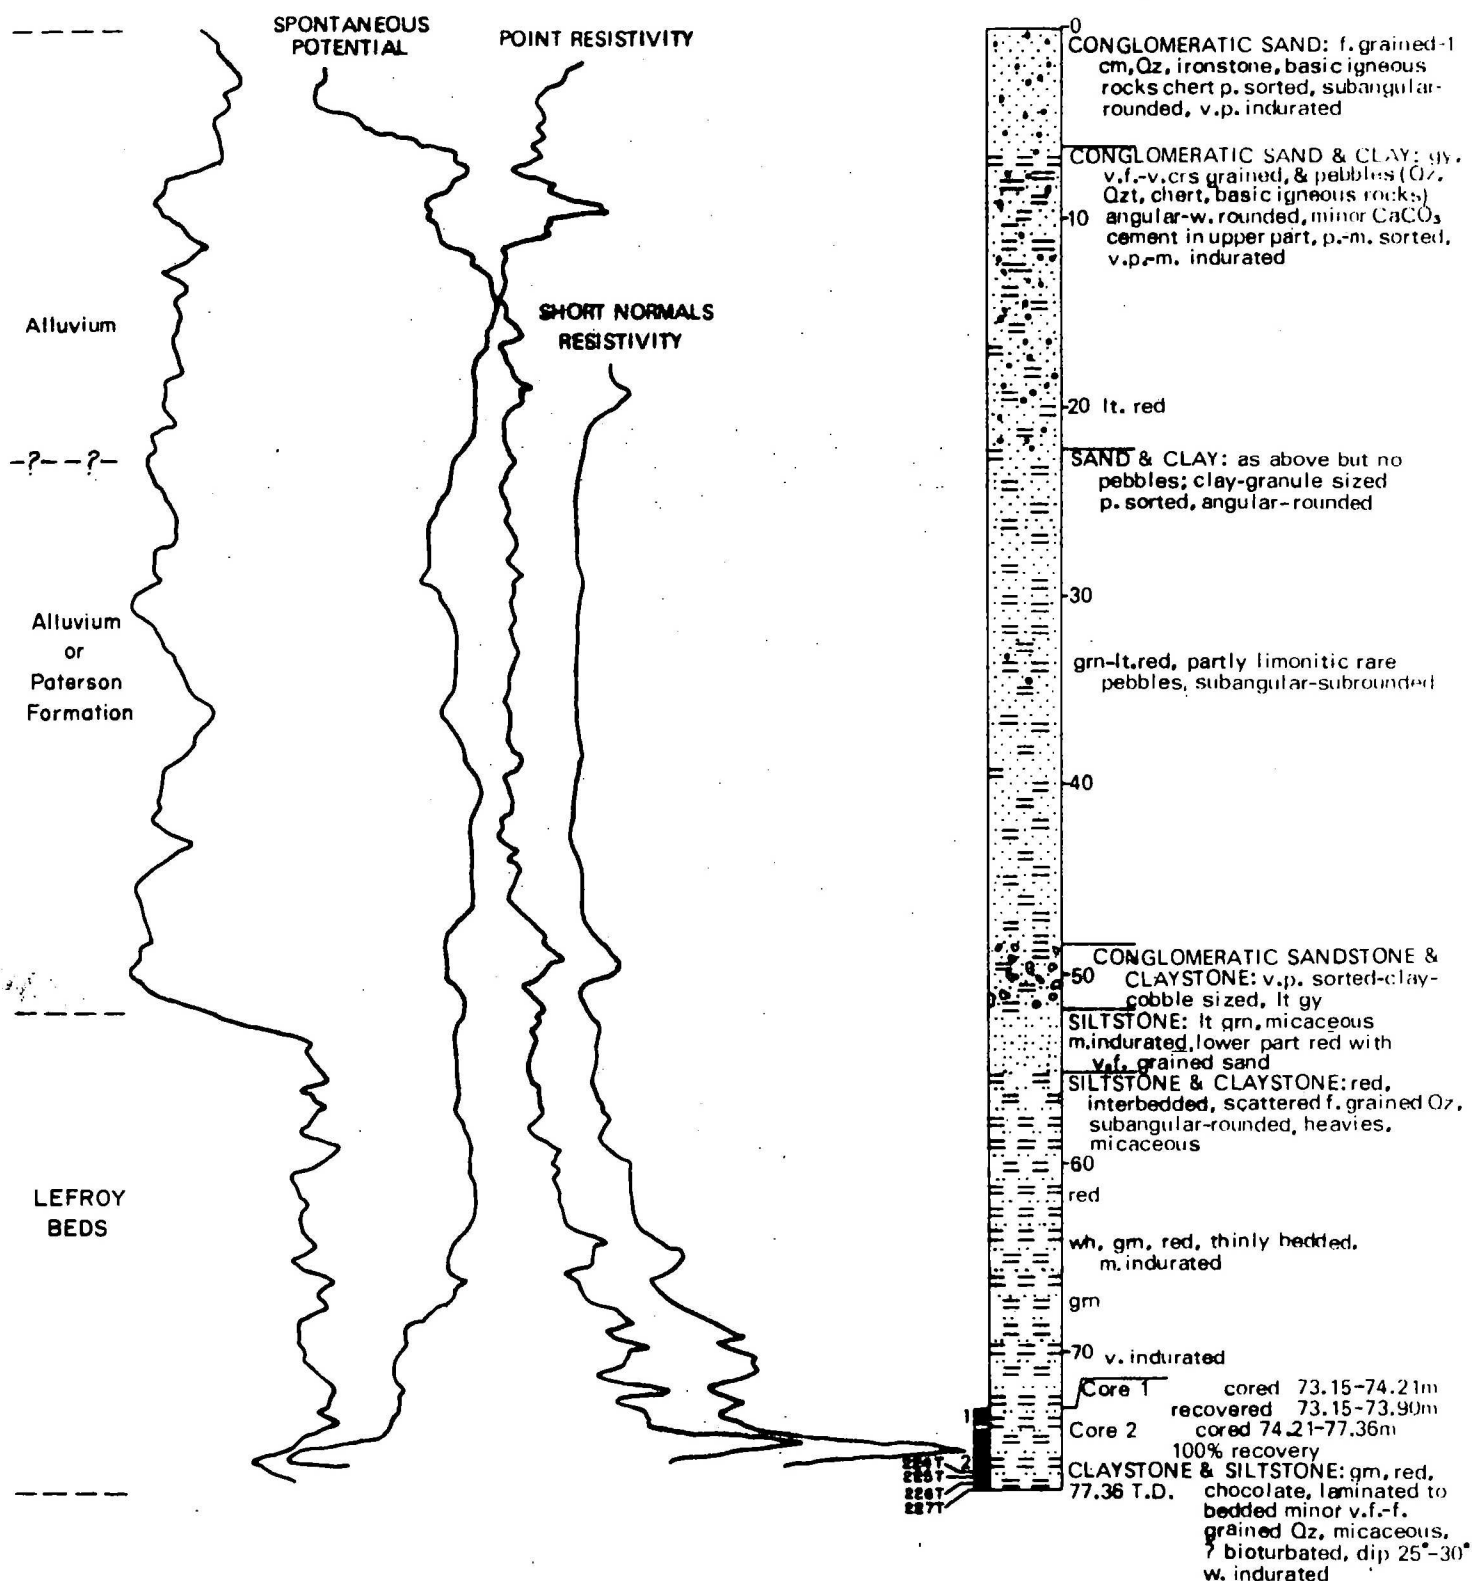 SPONTANEOUS
POTENTIAL
POINT RESISTIVITY
SHORT NORMALS
RESISTIVITY
Alluvium
-?--?-
Alluvium
or
Paterson
Formation
LEFROY
BEDS
0
CONGLOMERATIC SAND: f. grained-1
cm, Qz, ironstone, basic igneous
rocks chert p. sorted, subangular-
rounded, v.p. indurated
CONGLOMERATIC SAND & CLAY: gy.
v.f.-v.crs grained, & pebbles (Qz,
Qzt, chert, basic igneous rocks)
10
angular-w. rounded, minor CaCO₃
cement in upper part, p.-m. sorted,
v.p.-m. indurated
20 lt. red
SAND & CLAY: as above but no
pebbles; clay-granule sized
p. sorted, angular-rounded
30
grn-lt.red, partly limonitic rare
pebbles, subangular-subrounded
40
CONGLOMERATIC SANDSTONE &
50 CLAYSTONE: v.p. sorted-clay-
cobble sized, lt gy
SILTSTONE: lt grn, micaceous
m.indurated, lower part red with
v.f. grained sand
SILTSTONE & CLAYSTONE: red,
interbedded, scattered f. grained Qz,
subangular-rounded, heavies,
micaceous
60
red
wh, grn, red, thinly bedded,
m. indurated
grn
70 v. indurated
Core 1 cored 73.15-74.21m
recovered 73.15-73.90m
1
Core 2 cored 74.21-77.36m
100% recovery
2
224T
225T
226T
227T
CLAYSTONE & SILTSTONE: grn, red,
77.36 T.D. chocolate, laminated to
bedded minor v.f.-f.
grained Qz, micaceous,
? bioturbated, dip 25°-30°
w. indurated